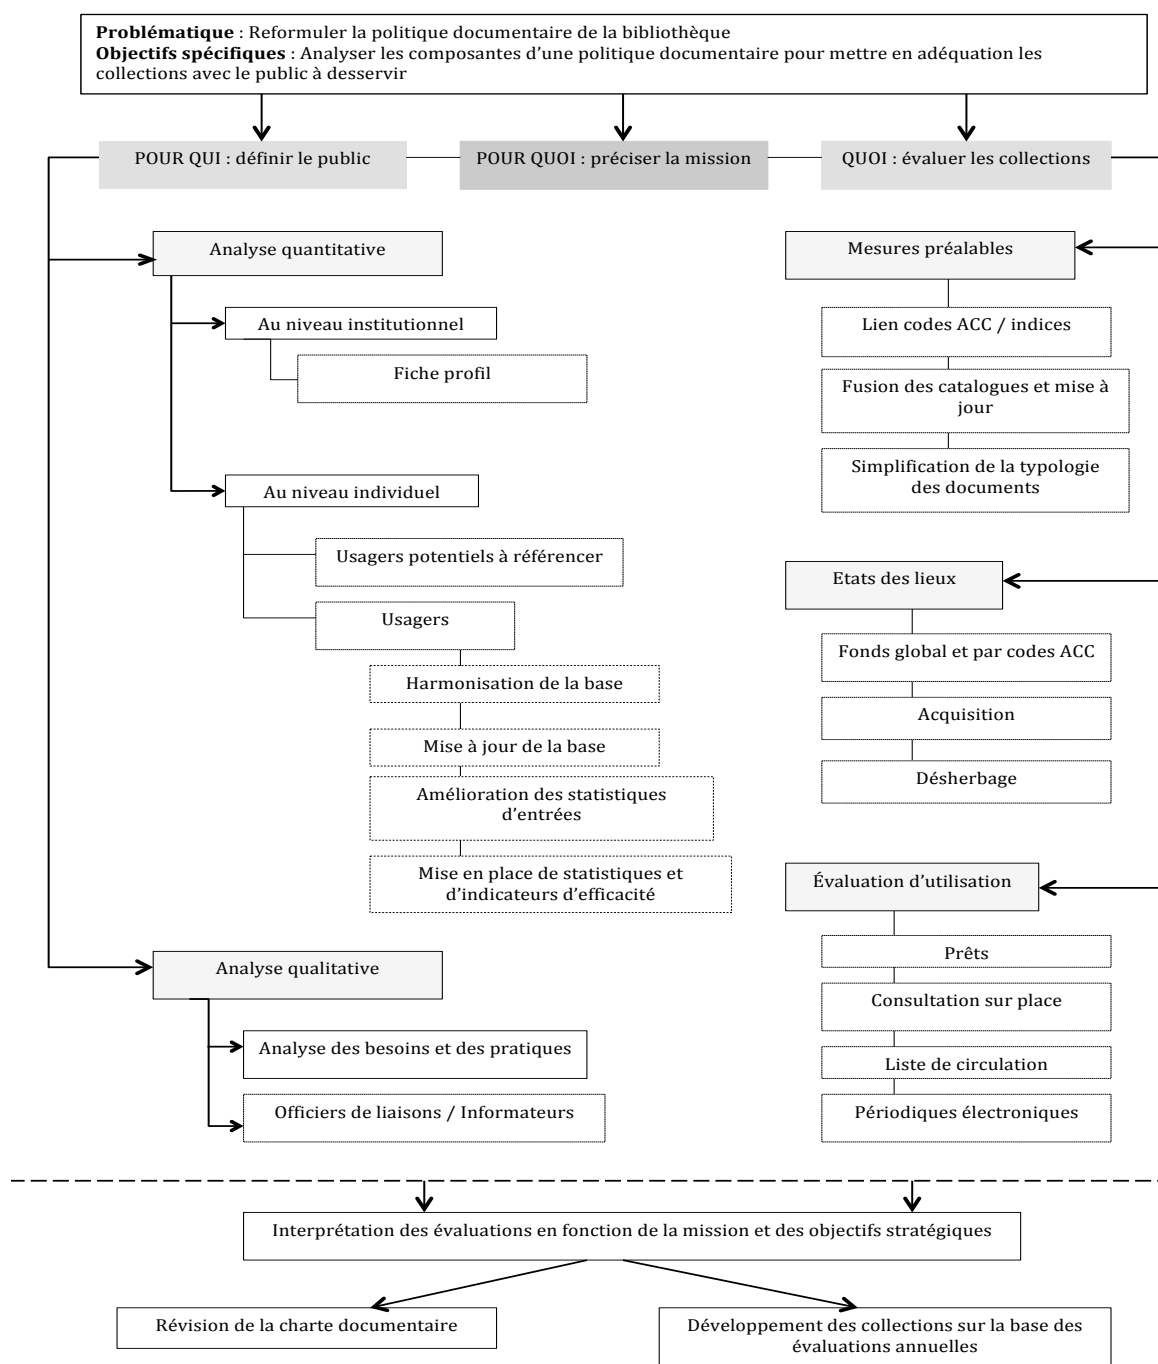 Problématique : Reformuler la politique documentaire de la bibliothèque
Objectifs spécifiques : Analyser les composantes d’une politique documentaire pour mettre en adéquation les
collections avec le public à desservir
POUR QUI : définir le public
POUR QUOI : préciser la mission
QUOI : évaluer les collections
Analyse quantitative
Au niveau institutionnel
Fiche profil
Au niveau individuel
Usagers potentiels à référencer
Usagers
Harmonisation de la base
Mise à jour de la base
Amélioration des statistiques
d’entrées
Mise en place de statistiques et
d’indicateurs d’efficacité
Analyse qualitative
Analyse des besoins et des pratiques
Officiers de liaisons / Informateurs
Mesures préalables
Lien codes ACC / indices
Fusion des catalogues et mise à
jour
Simplification de la typologie
des documents
Etats des lieux
Fonds global et par codes ACC
Acquisition
Désherbage
Évaluation d’utilisation
Prêts
Consultation sur place
Liste de circulation
Périodiques électroniques
Interprétation des évaluations en fonction de la mission et des objectifs stratégiques
Révision de la charte documentaire
Développement des collections sur la base des
évaluations annuelles